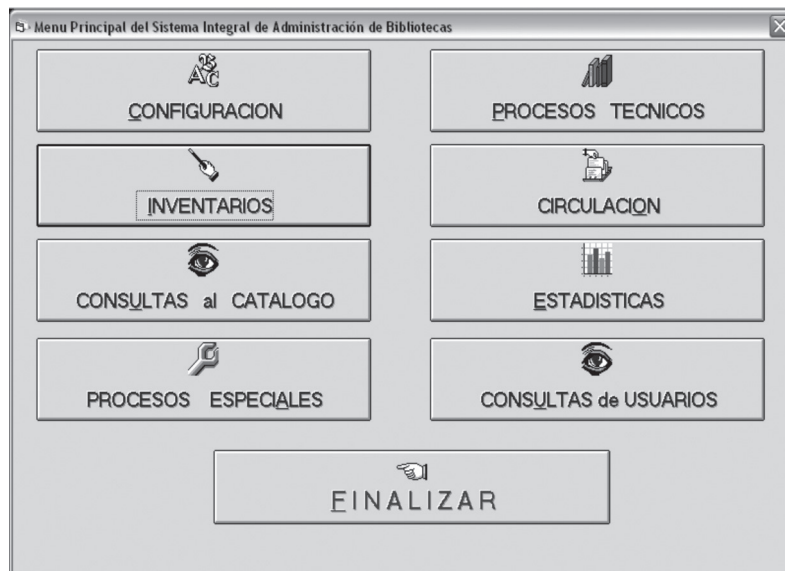 Menu Principal del Sistema Integral de Administración de Bibliotecas
CONFIGURACION
PROCESOS TECNICOS
INVENTARIOS
CIRCULACION
CONSULTAS al CATALOGO
ESTADISTICAS
PROCESOS ESPECIALES
CONSULTAS de USUARIOS
FINALIZAR